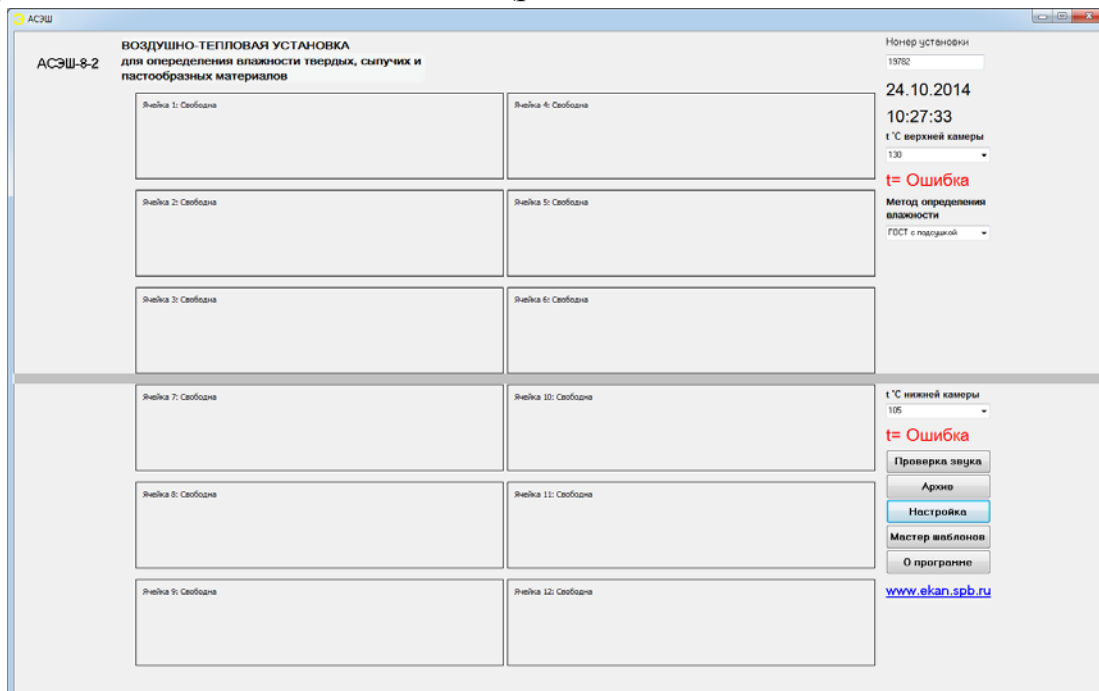 АСЭШ
АСЭШ-8-2
ВОЗДУШНО-ТЕПЛОВАЯ УСТАНОВКА
для опеределения влажности твердых, сыпучих и
пастообразных материалов
Ячейка 1: Свободна
Ячейка 4: Свободна
Ячейка 2: Свободна
Ячейка 5: Свободна
Ячейка 3: Свободна
Ячейка 6: Свободна
Ячейка 7: Свободна
Ячейка 10: Свободна
Ячейка 8: Свободна
Ячейка 11: Свободна
Ячейка 9: Свободна
Ячейка 12: Свободна
Номер установки
19782
24.10.2014
10:27:33
t °C верхней камеры
130
t= Ошибка
Метод определения
влажности
ГОСТ с подсушкой
t °C нижней камеры
105
t= Ошибка
Проверка звука
Архив
Настройка
Мастер шаблонов
О программе
www.ekan.spb.ru